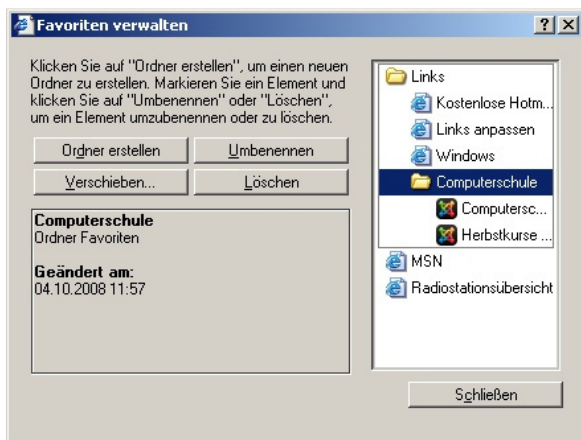 Favoriten verwalten
Klicken Sie auf "Ordner erstellen", um einen neuen
Ordner zu erstellen. Markieren Sie ein Element und
klicken Sie auf "Umbenennen" oder "Löschen",
um ein Element umzubenennen oder zu löschen.
Ordner erstellen
Umbenennen
Verschieben...
Löschen
Computerschule
Ordner Favoriten
Geändert am:
04.10.2008 11:57
Links
Kostenlose Hotm...
Links anpassen
Windows
Computerschule
Computersc...
Herbstkurse ...
MSN
Radiostationsübersicht
Schließen